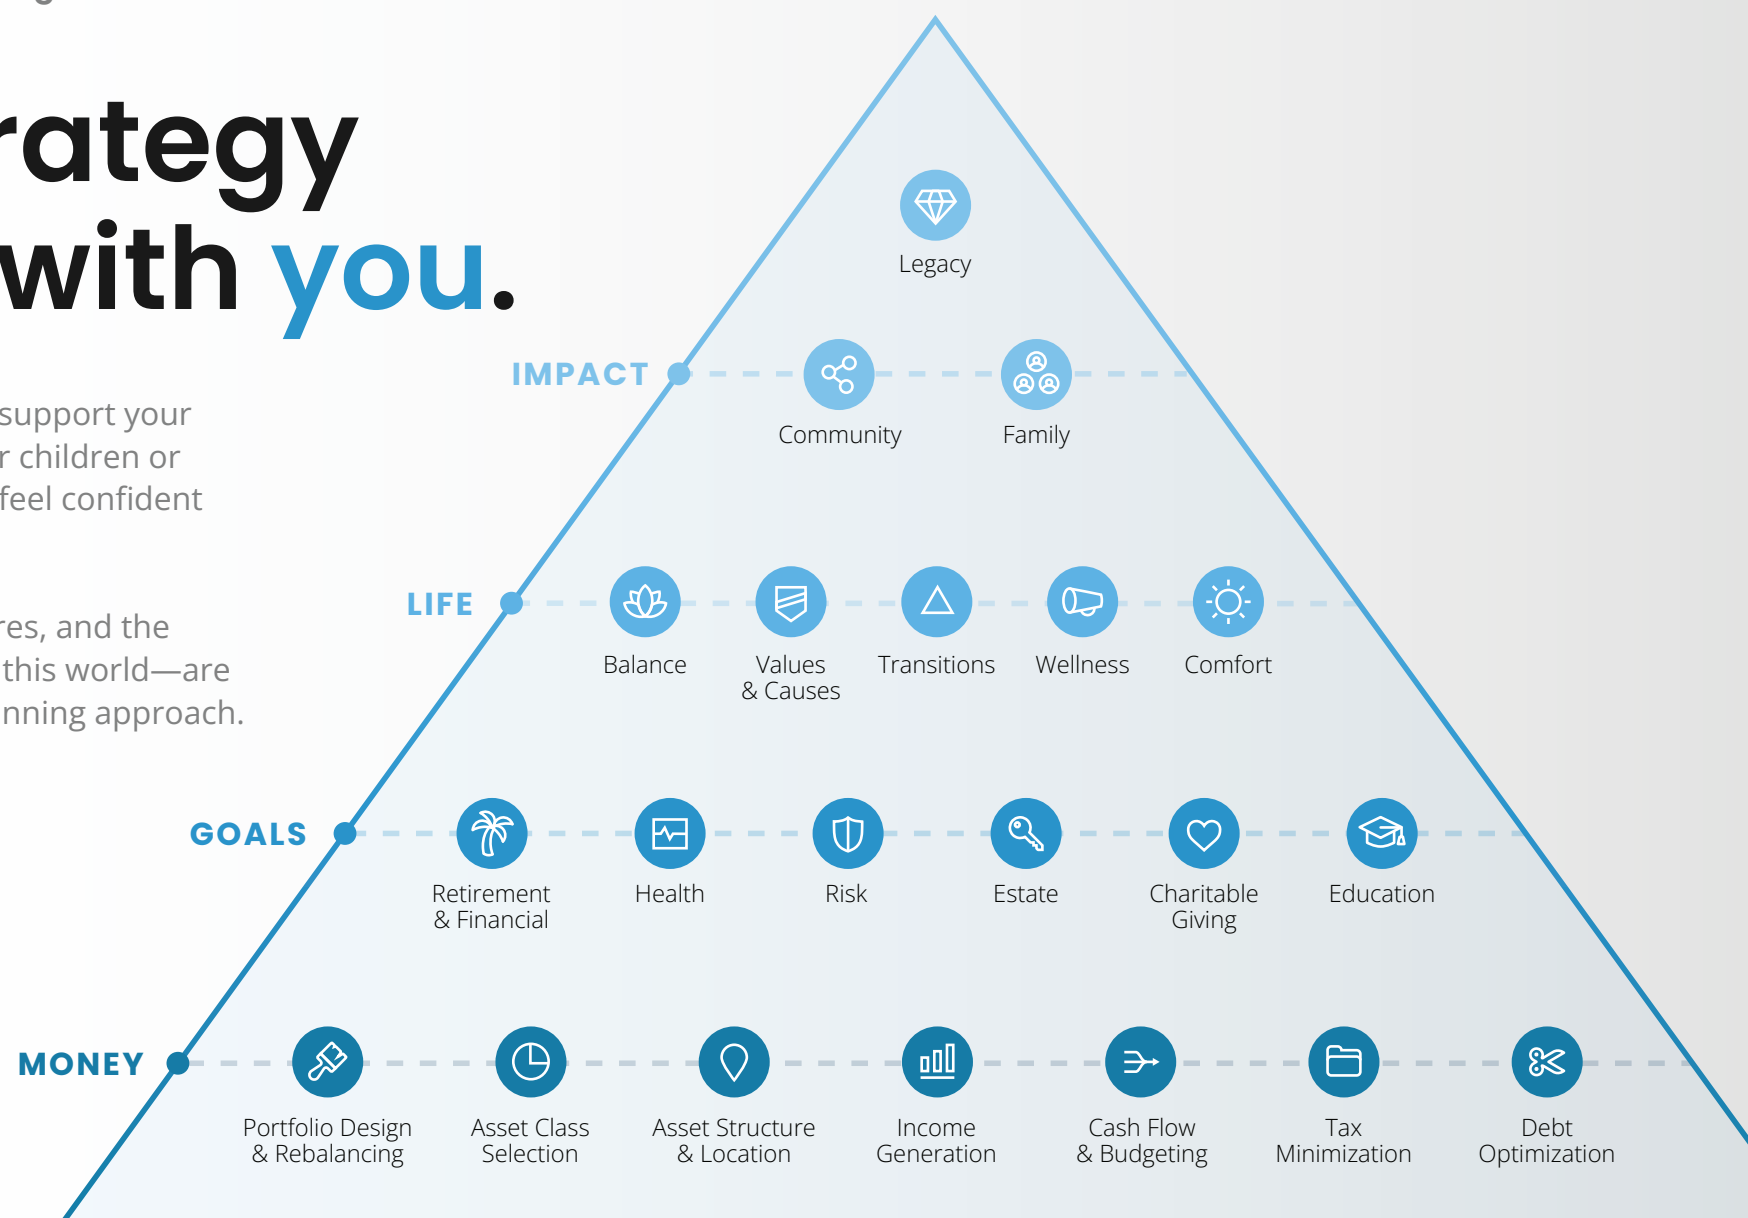 rategy
with you.
support your
r children or
feel confident
res, and the
this world—are
nning approach.
Legacy
IMPACT
Community
Family
LIFE
Balance
Values
& Causes
Transitions
Wellness
Comfort
GOALS
Retirement
& Financial
Health
Risk
Estate
Charitable
Giving
Education
MONEY
Portfolio Design
& Rebalancing
Asset Class
Selection
Asset Structure
& Location
Income
Generation
Cash Flow
& Budgeting
Tax
Minimization
Debt
Optimization